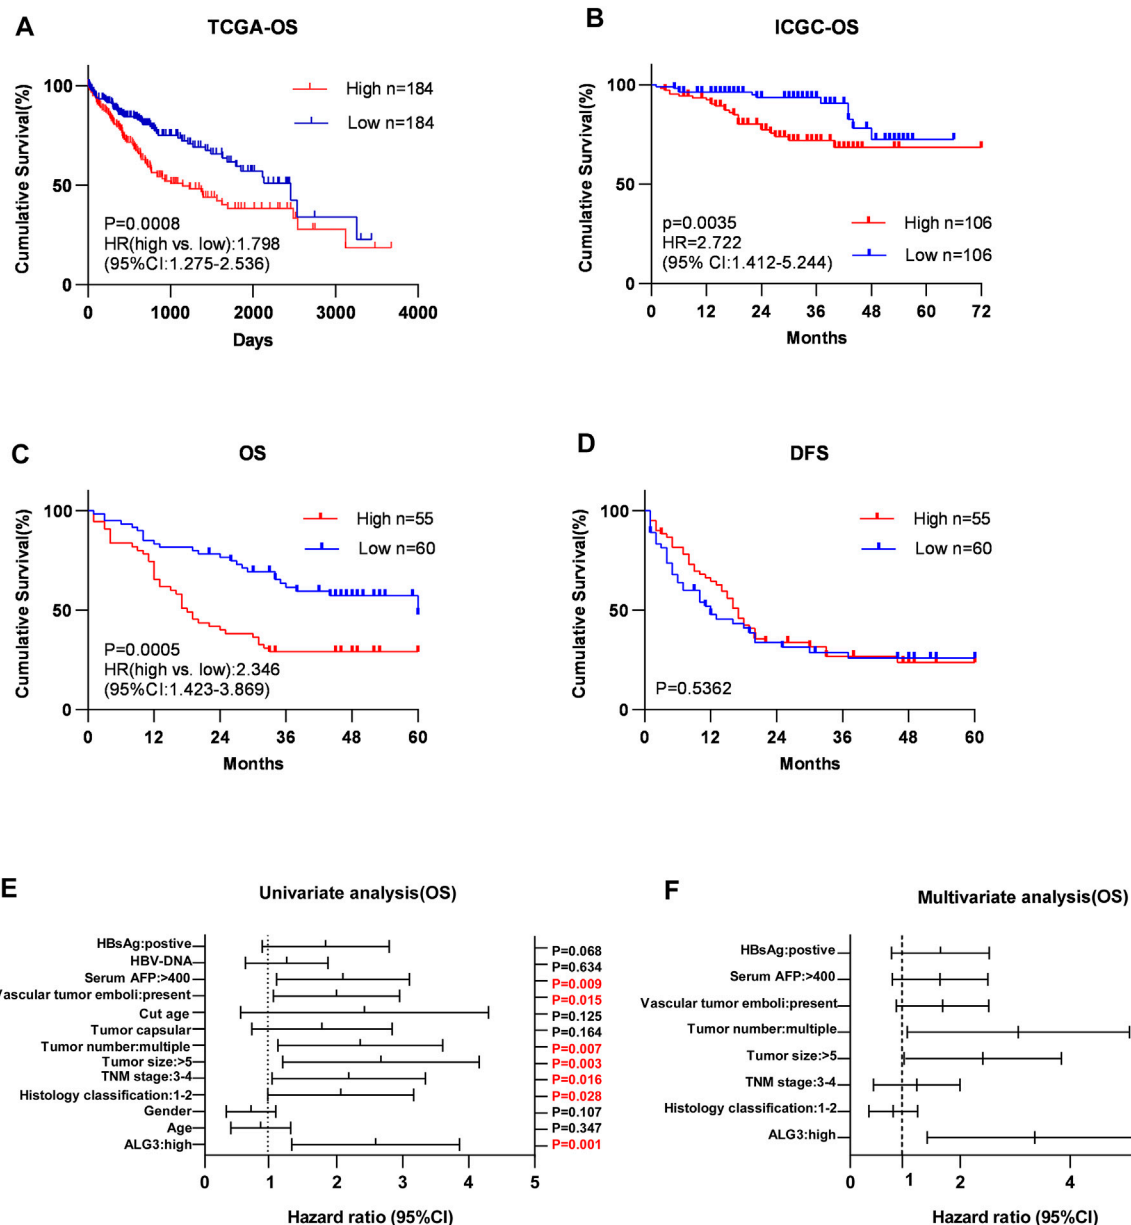 A
TCGA-OS
Cumulative Survival(%)
100
50
0
High n=184
Low n=184
P=0.0008
HR(high vs. low):1.798
(95%CI:1.275-2.536)
0 1000 2000 3000 4000
Days
B
ICGC-OS
Cumulative Survival(%)
100
50
0
p=0.0035
HR=2.722
(95% CI:1.412-5.244)
High n=106
Low n=106
0 12 24 36 48 60 72
Months
C
OS
Cumulative Survival(%)
100
50
0
High n=55
Low n=60
P=0.0005
HR(high vs. low):2.346
(95%CI:1.423-3.869)
0 12 24 36 48 60
Months
D
DFS
Cumulative Survival(%)
100
50
0
High n=55
Low n=60
P=0.5362
0 12 24 36 48 60
Months
E
Univariate analysis(OS)
HBsAg:postive P=0.068
HBV-DNA P=0.634
Serum AFP:>400 P=0.009
Vascular tumor emboli:present P=0.015
Cut age P=0.125
Tumor capsular P=0.164
Tumor number:multiple P=0.007
Tumor size:>5 P=0.003
TNM stage:3-4 P=0.016
Histology classification:1-2 P=0.028
Gender P=0.107
Age P=0.347
ALG3:high P=0.001
0 1 2 3 4 5
Hazard ratio (95%CI)
F
Multivariate analysis(OS)
HBsAg:postive
Serum AFP:>400
Vascular tumor emboli:present
Tumor number:multiple
Tumor size:>5
TNM stage:3-4
Histology classification:1-2
ALG3:high
0 1 2 4
Hazard ratio (95%CI)